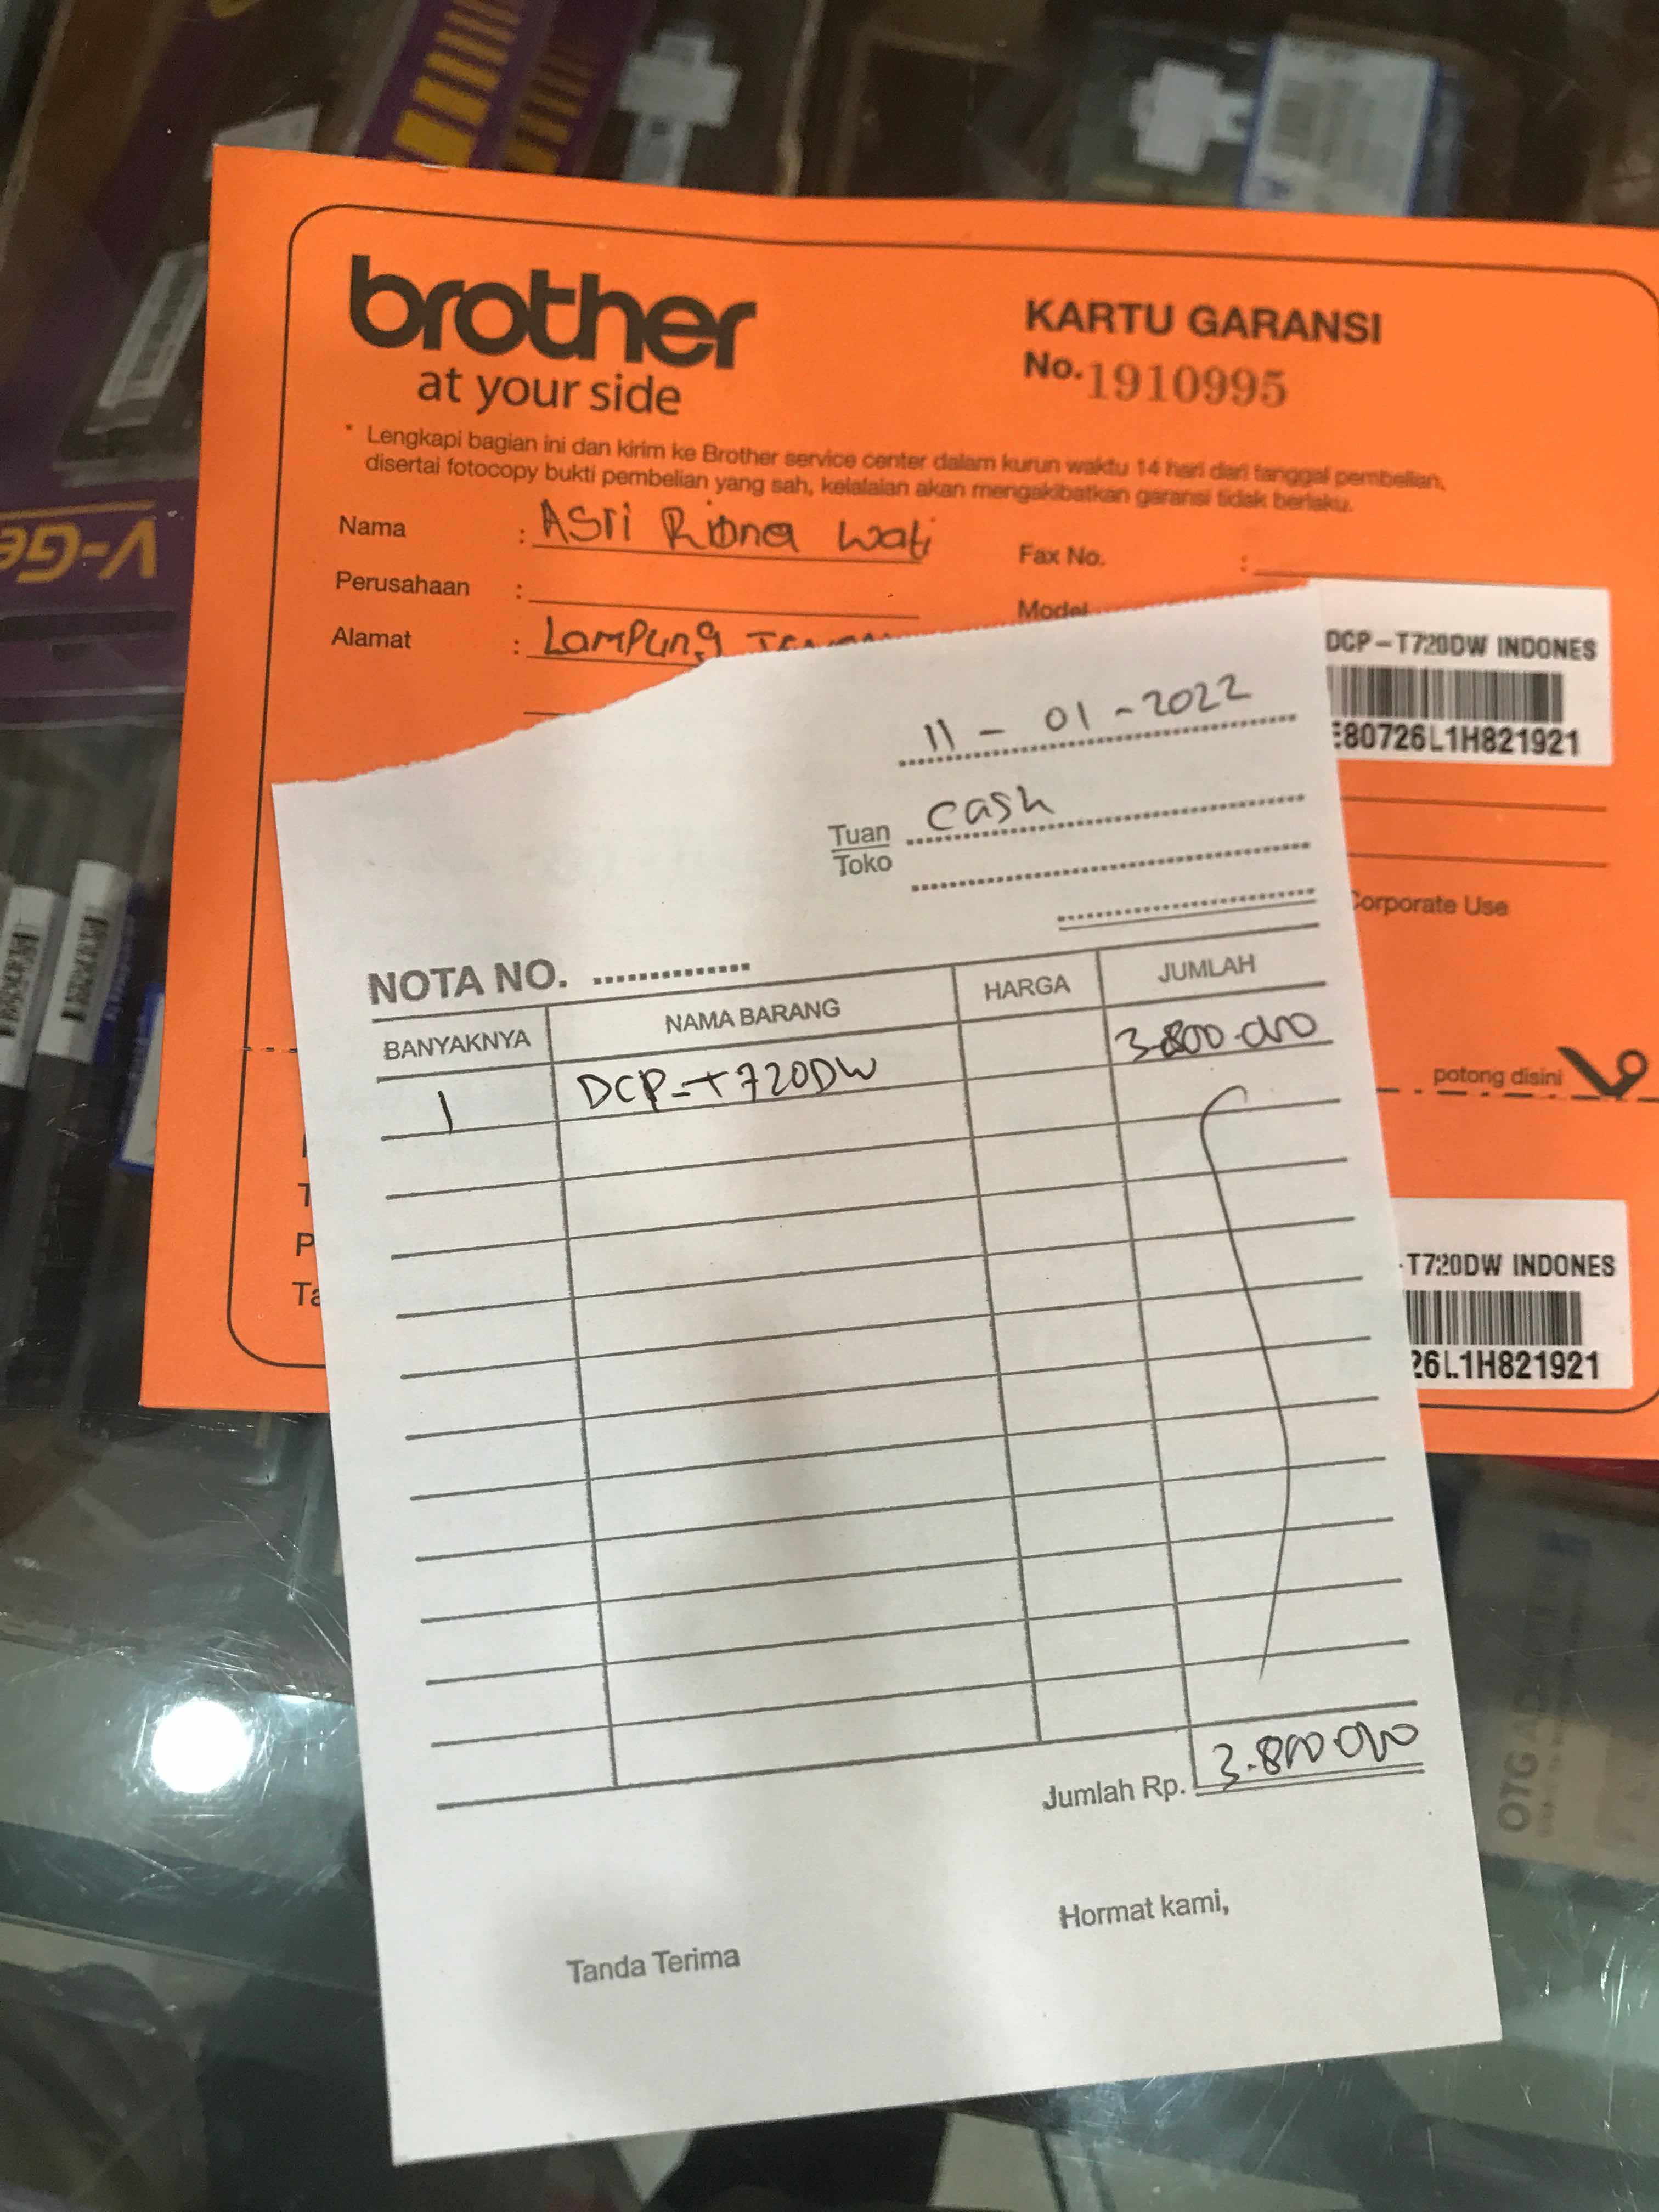 brother
at your side
KARTU GARANSI
No. 1910995
* Lengkapi bagian ini dan kirim ke Brother service center dalam kurun waktu 14 hari dari tanggal pembelian,
disertai fotocopy bukti pembelian yang sah, kelalaian akan mengakibatkan garansi tidak berlaku.
Nama : Asri Riona Wati
Fax No. :
Perusahaan :
Model
Alamat : Lampung
DCP-T720DW INDONES
E80726L1H821921
Corporate Use
potong disini
P
T720DW INDONES
26L1H821921
11 - 01 - 2022
Tuan
Toko
cash
NOTA NO.
BANYAKNYA NAMA BARANG HARGA JUMLAH
1 DCP-T720DW 3.800.000
Jumlah Rp. 3.800.000
Tanda Terima
Hormat kami,
V-Ge
OTG ADAPTER